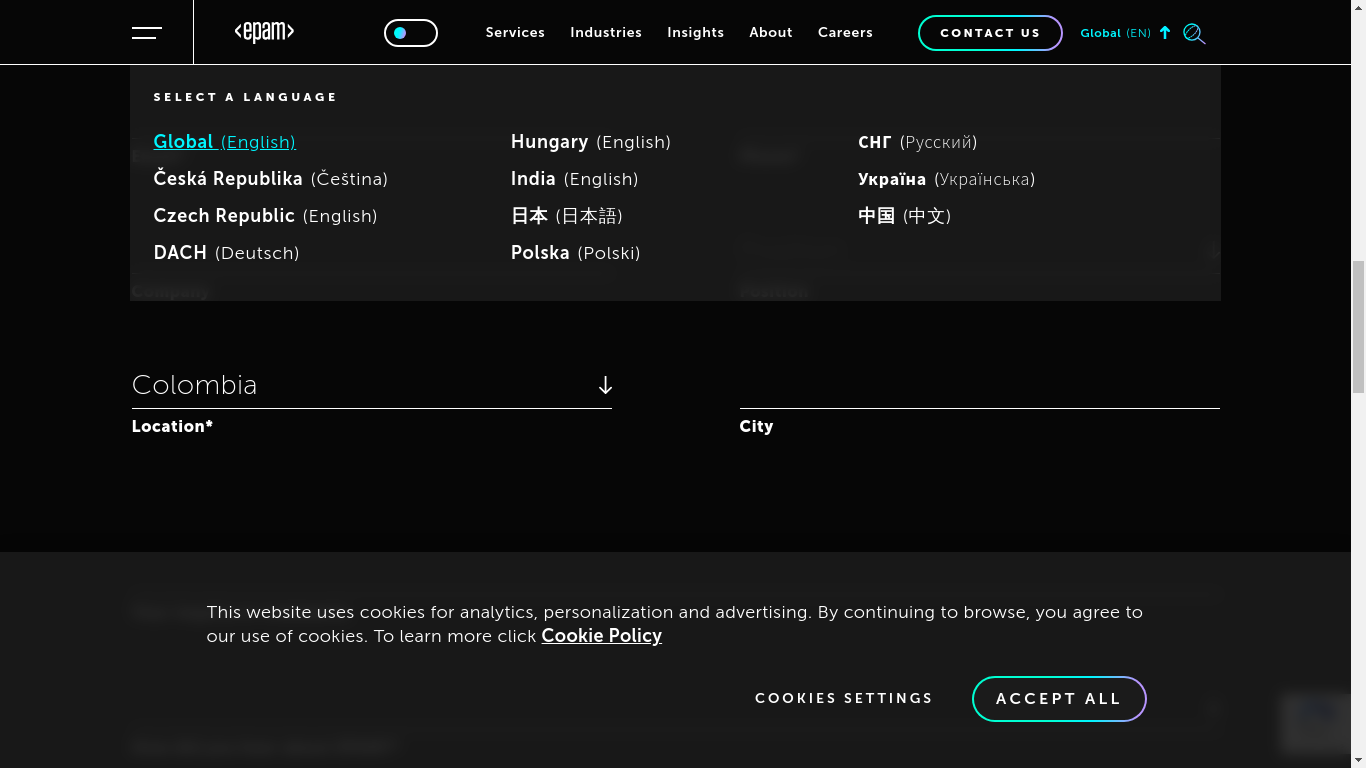 <epam>
Services Industries Insights About Careers CONTACT US Global (EN)
SELECT A LANGUAGE
Global (English)
Česká Republika (Čeština)
Czech Republic (English)
DACH (Deutsch)
Hungary (English)
India (English)
日本 (日本語)
Polska (Polski)
СНГ (Русский)
Україна (Українська)
中国 (中文)
Company
Position
Colombia
Location*
City
This website uses cookies for analytics, personalization and advertising. By continuing to browse, you agree to
our use of cookies. To learn more click Cookie Policy
COOKIES SETTINGS ACCEPT ALL